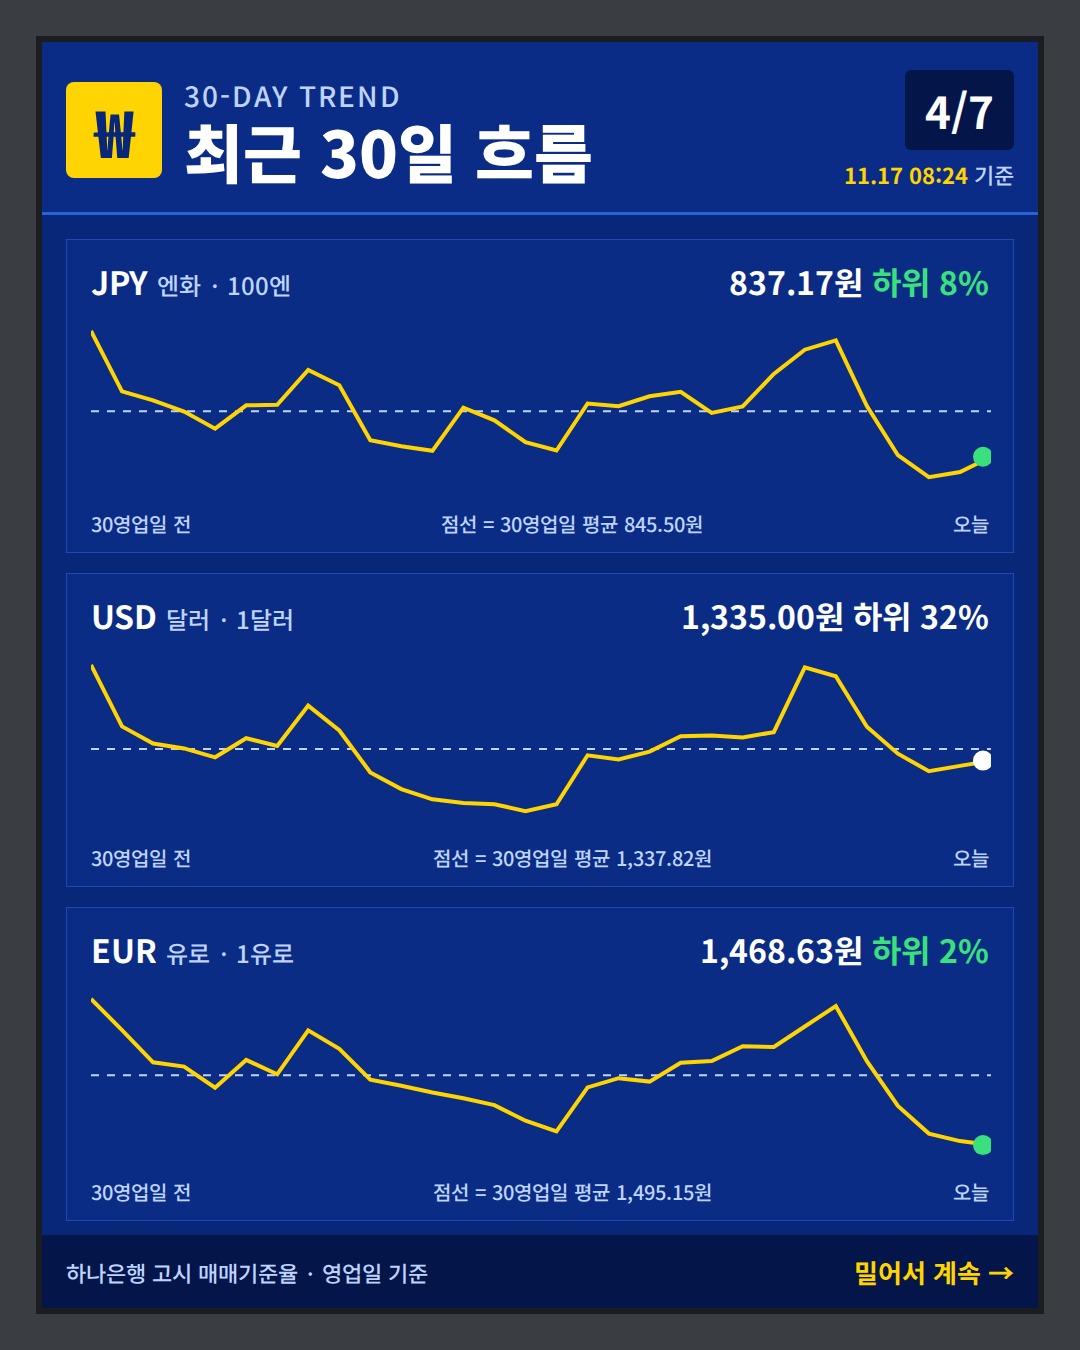 ₩
30-DAY TREND
최근 30일 흐름
4/7
11.17 08:24 기준
JPY 엔화 · 100엔
837.17원 하위 8%
30영업일 전
점선 = 30영업일 평균 845.50원
오늘
USD 달러 · 1달러
1,335.00원 하위 32%
30영업일 전
점선 = 30영업일 평균 1,337.82원
오늘
EUR 유로 · 1유로
1,468.63원 하위 2%
30영업일 전
점선 = 30영업일 평균 1,495.15원
오늘
하나은행 고시 매매기준율 · 영업일 기준
밀어서 계속 →